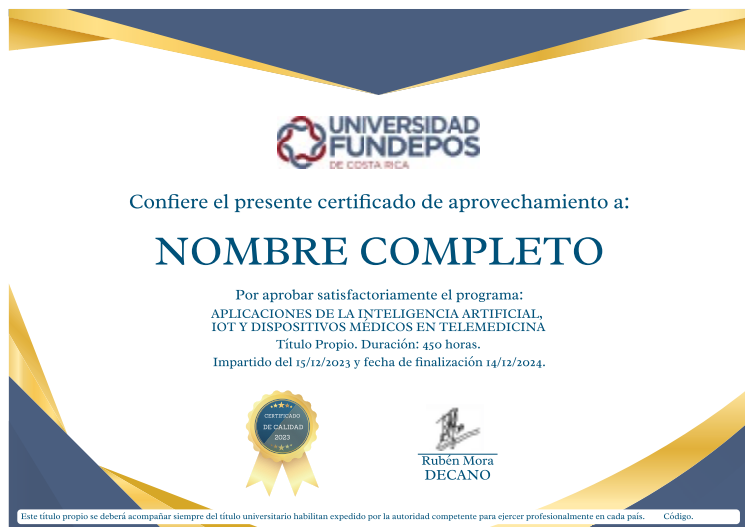 UNIVERSIDAD
FUNDEPOS
DE COSTA RICA
Confiere el presente certificado de aprovechamiento a:
NOMBRE COMPLETO
Por aprobar satisfactoriamente el programa:
APLICACIONES DE LA INTELIGENCIA ARTIFICIAL,
IOT Y DISPOSITIVOS MÉDICOS EN TELEMEDICINA
Título Propio. Duración: 450 horas.
Impartido del 15/12/2023 y fecha de finalización 14/12/2024.
CERTIFICADO
DE CALIDAD
2023
Rubén Mora
DECANO
Este título propio se deberá acompañar siempre del título universitario habilitan expedido por la autoridad competente para ejercer profesionalmente en cada país. Código.